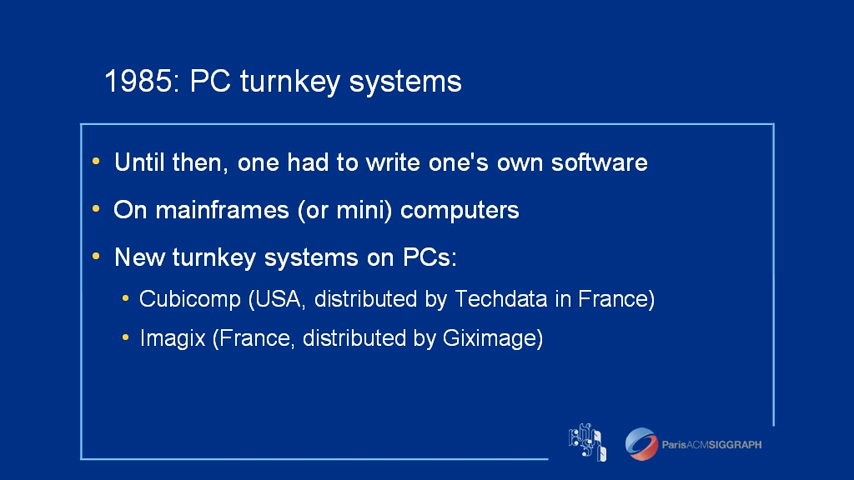 1985: PC turnkey systems
• Until then, one had to write one's own software
• On mainframes (or mini) computers
• New turnkey systems on PCs:
• Cubicomp (USA, distributed by Techdata in France)
• Imagix (France, distributed by Giximage)
ParisACMSIGGRAPH